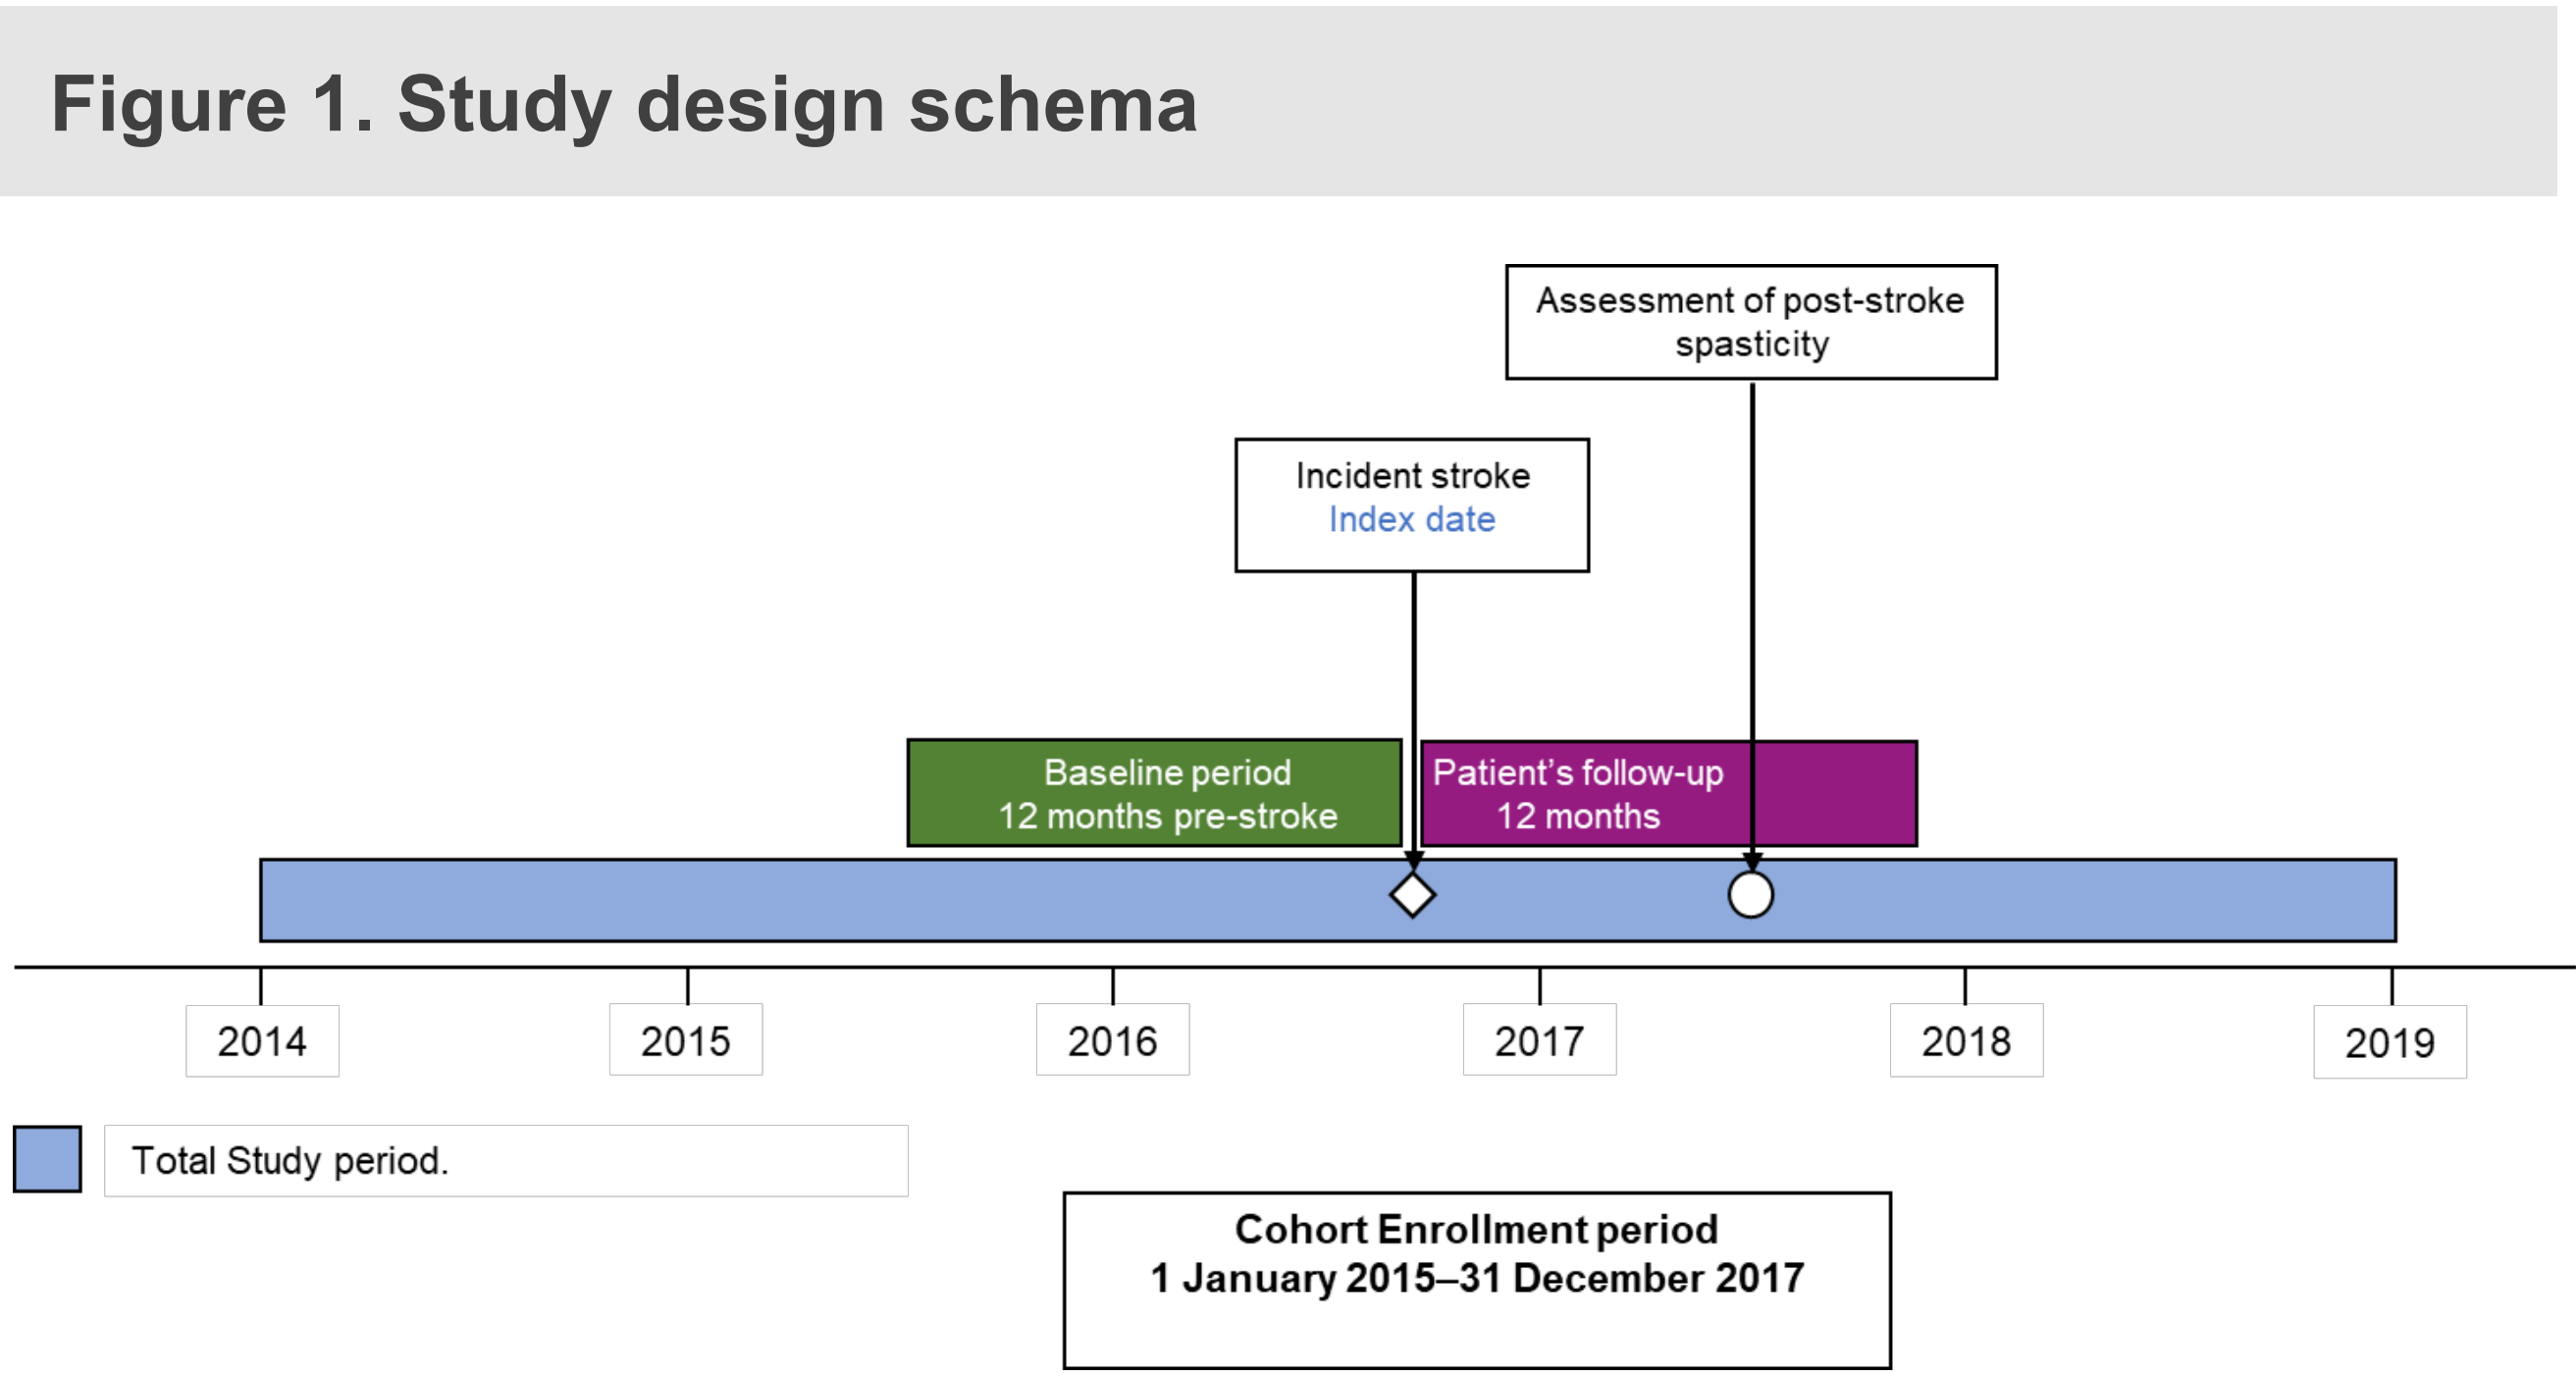 Figure 1. Study design schema
Assessment of post-stroke
spasticity
Incident stroke
Index date
Baseline period
12 months pre-stroke
Patient’s follow-up
12 months
2014
2015
2016
2017
2018
2019
Total Study period.
Cohort Enrollment period
1 January 2015–31 December 2017